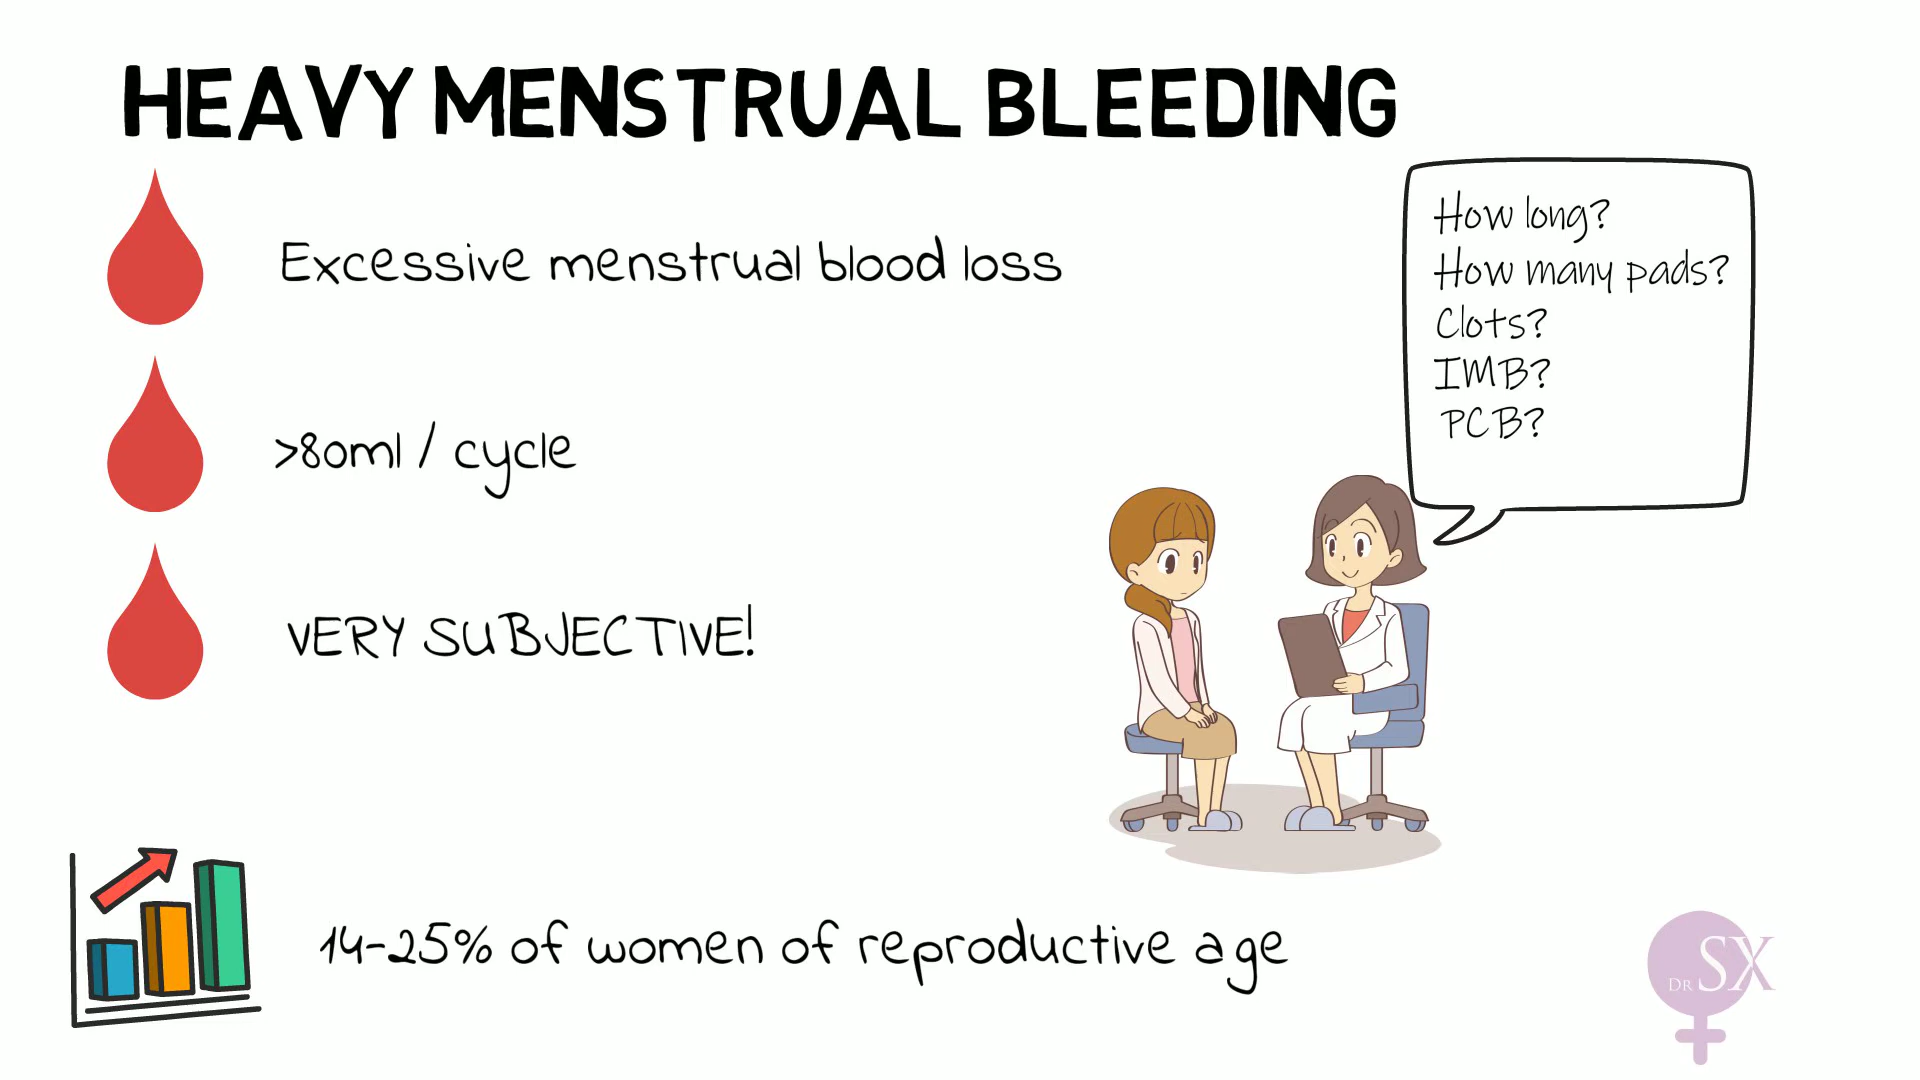 HEAVY MENSTRUAL BLEEDING
Excessive menstrual blood loss
>80ml / cycle
VERY SUBJECTIVE!
How long?
How many pads?
Clots?
IMB?
PCB?
14-25% of women of reproductive age
DR SX